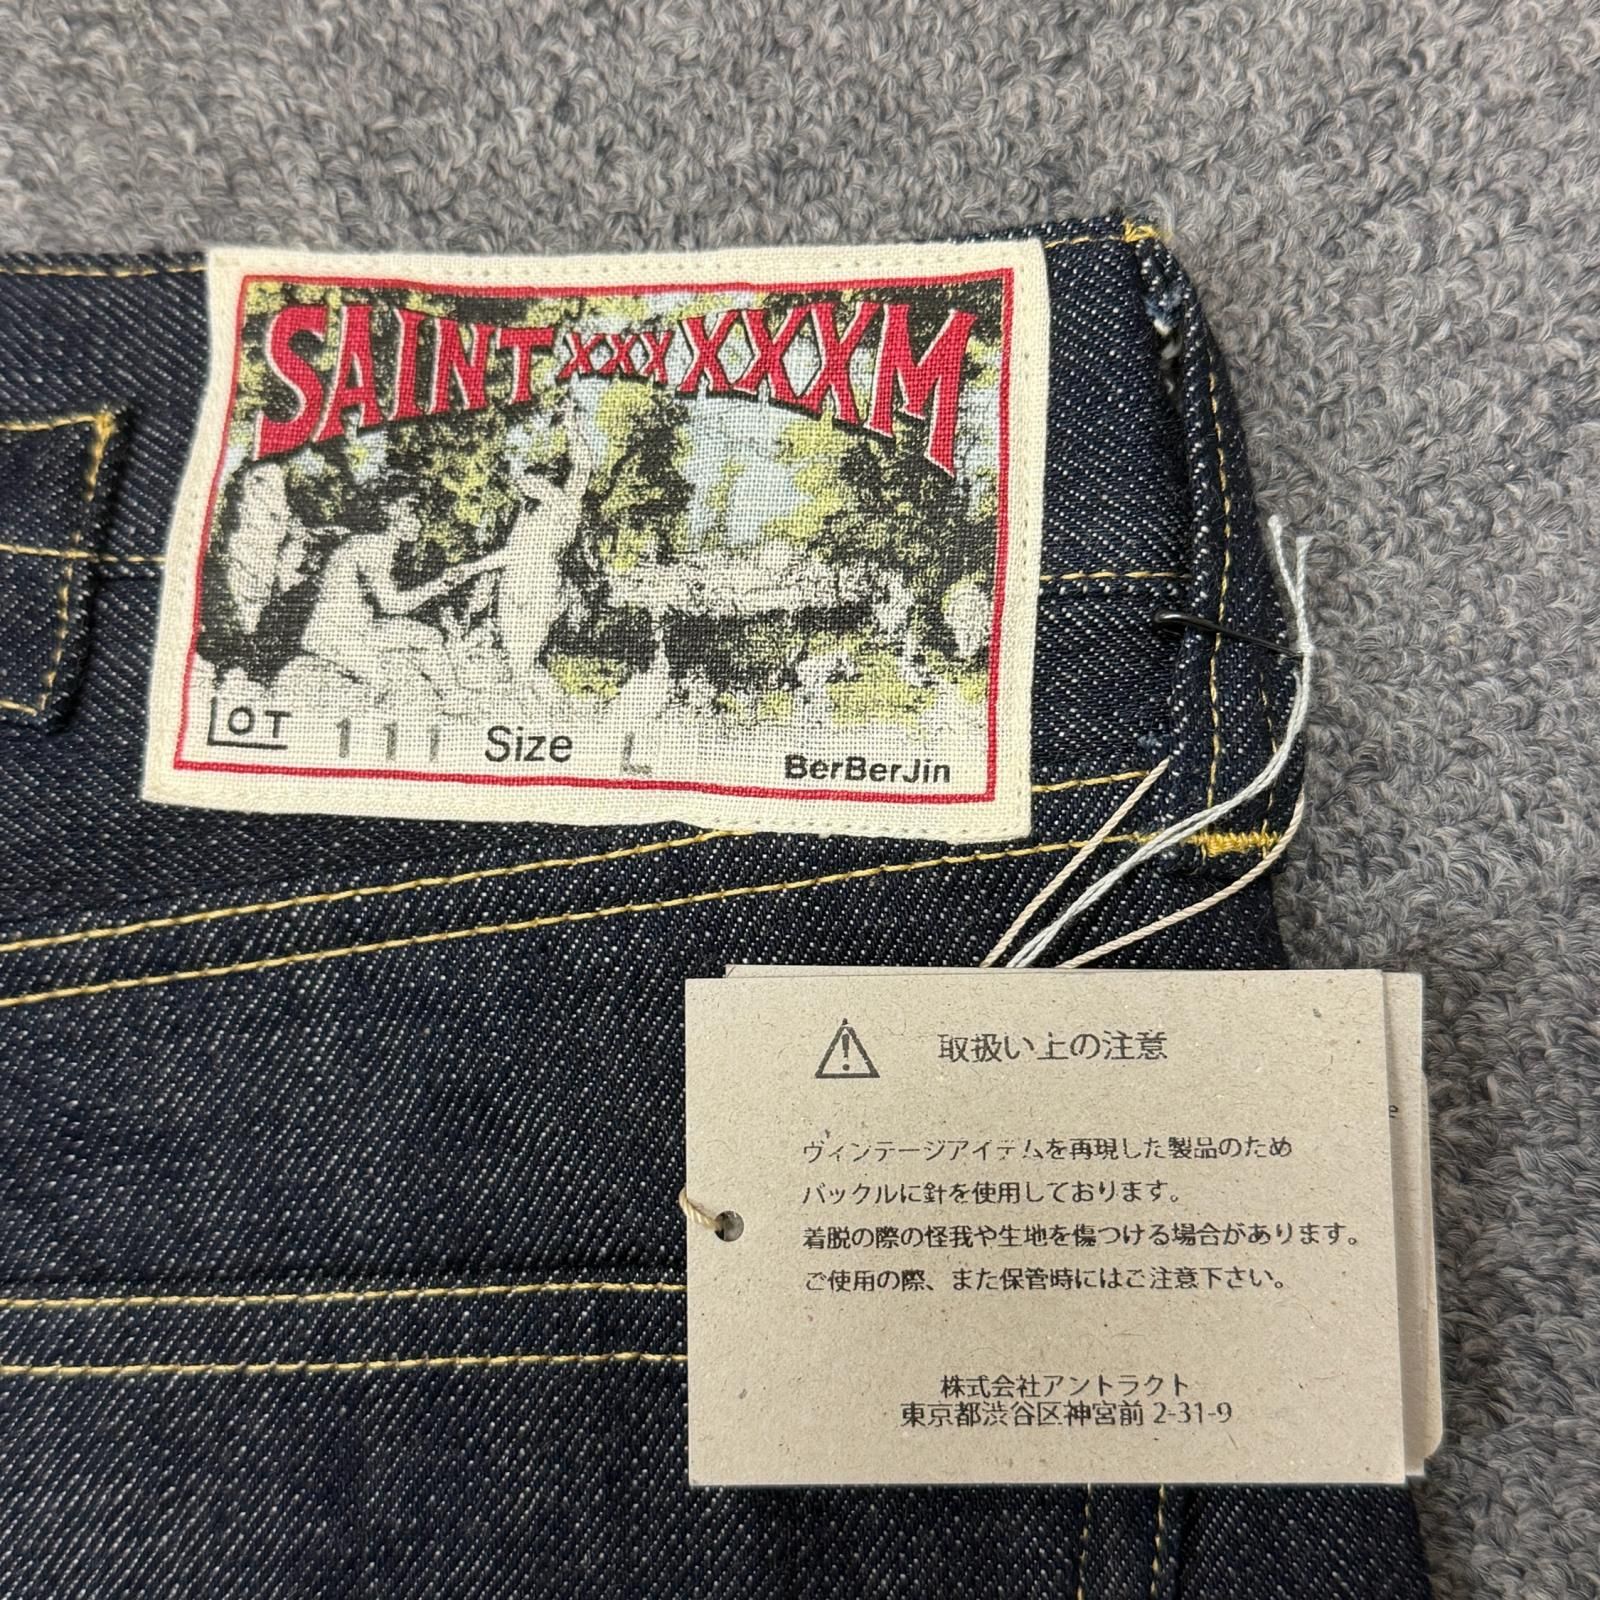 SAINT xxxXXXXM
LOT 111 Size L BerBerJin
取扱い上の注意
ヴィンテージアイテムを再現した製品のため
バックルに針を使用しております。
着脱の際の怪我や生地を傷つける場合があります。
ご使用の際、また保管時にはご注意下さい。
株式会社アントラクト
東京都渋谷区神宮前 2-31-9